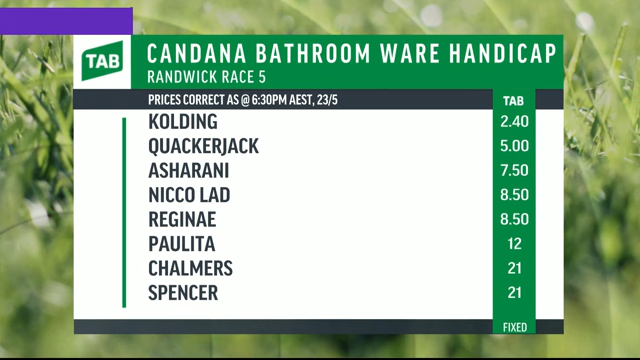 TAB
CANDANA BATHROOM WARE HANDICAP
RANDWICK RACE 5
PRICES CORRECT AS @ 6:30PM AEST, 23/5 TAB
KOLDING 2.40
QUACKERJACK 5.00
ASHARANI 7.50
NICCO LAD 8.50
REGINAE 8.50
PAULITA 12
CHALMERS 21
SPENCER 21
FIXED